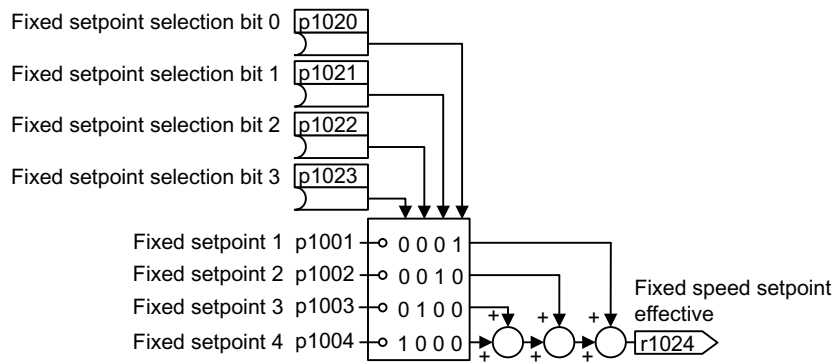 Fixed setpoint selection bit 0 p1020
Fixed setpoint selection bit 1 p1021
Fixed setpoint selection bit 2 p1022
Fixed setpoint selection bit 3 p1023
Fixed setpoint 1 p1001 0 0 0 1
Fixed setpoint 2 p1002 0 0 1 0
Fixed setpoint 3 p1003 0 1 0 0
Fixed setpoint 4 p1004 1 0 0 0
+ + +
+ + +
Fixed speed setpoint
effective
r1024